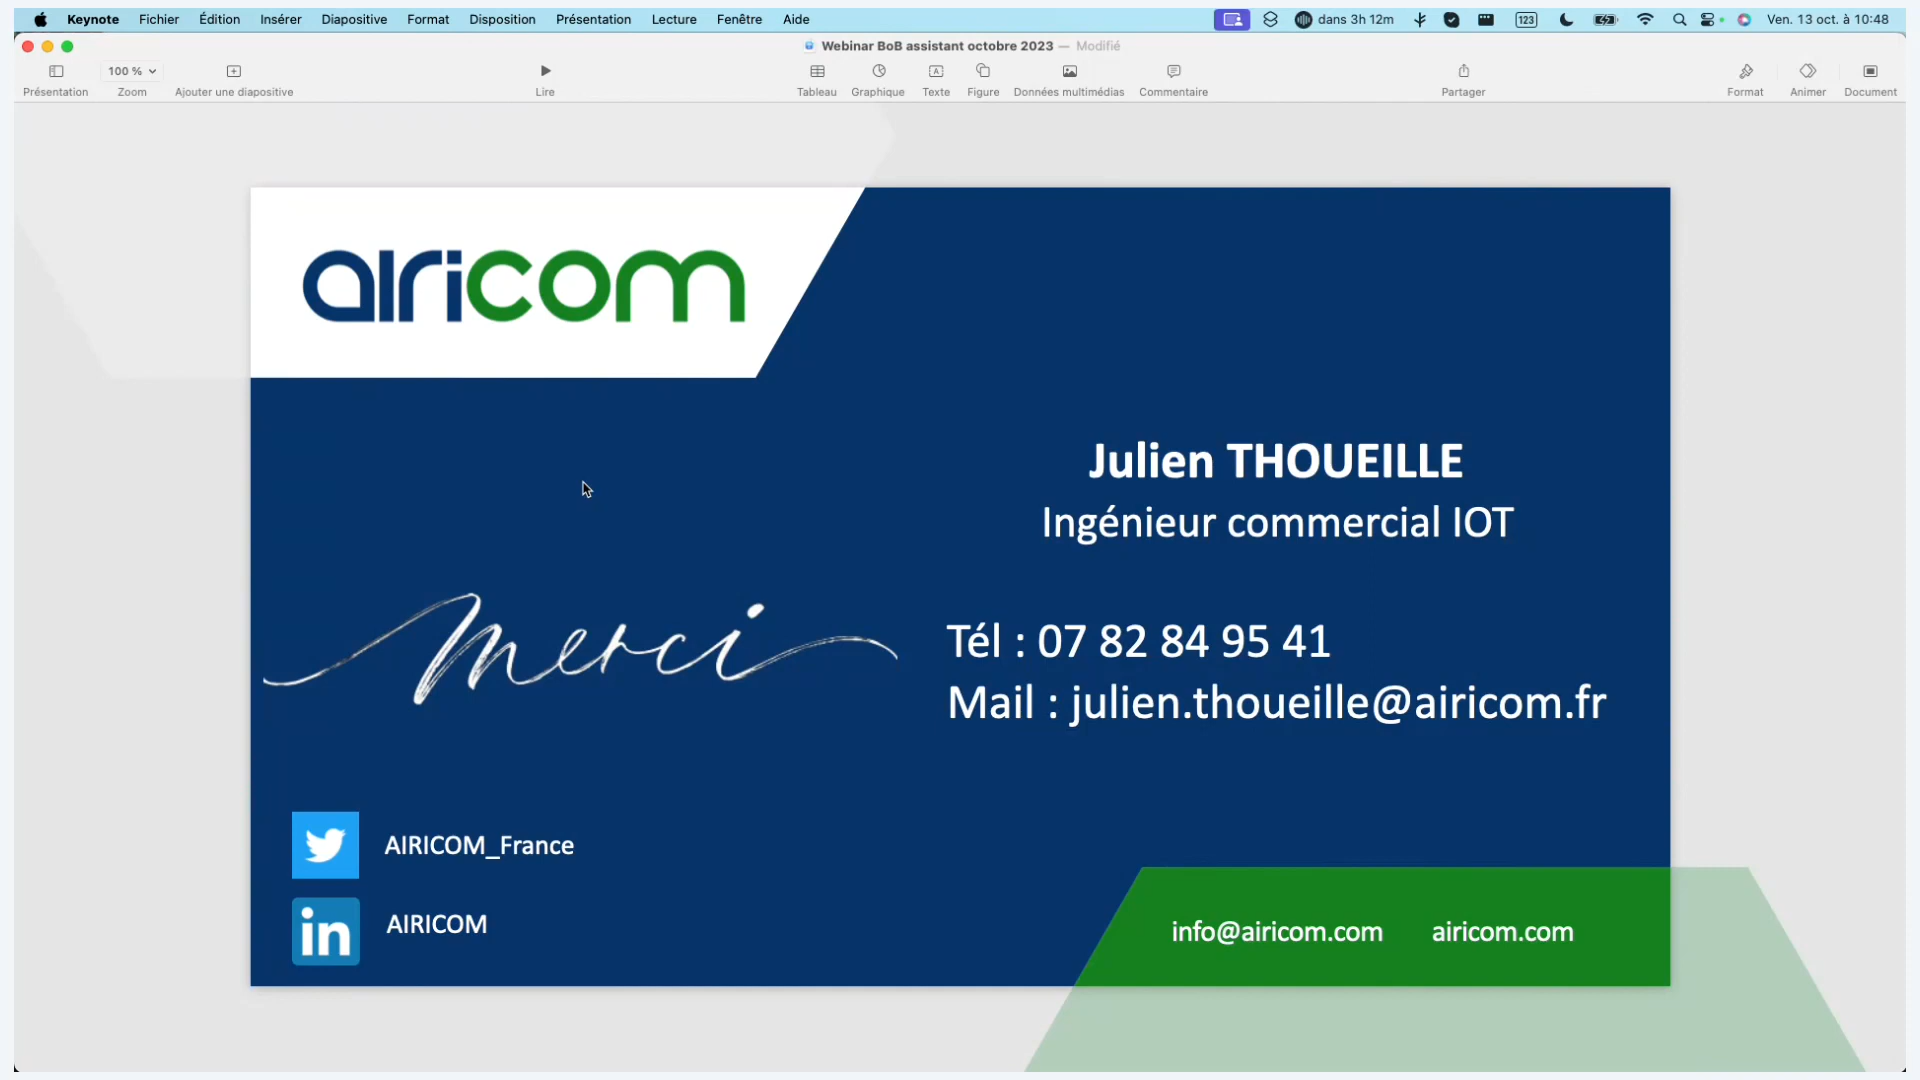 Keynote Fichier Édition Insérer Diapositive Format Disposition Présentation Lecture Fenêtre Aide dans 3h 12m 123 Ven. 13 oct. à 10:48
Webinar BoB assistant octobre 2023 — Modifié
100 %
Présentation Zoom Ajouter une diapositive Lire Tableau Graphique Texte Figure Données multimédias Commentaire Partager Format Animer Document
airicom
Julien THOUEILLE
Ingénieur commercial IOT
merci
Tél : 07 82 84 95 41
Mail : julien.thoueille@airicom.fr
AIRICOM_France
in AIRICOM
info@airicom.com airicom.com